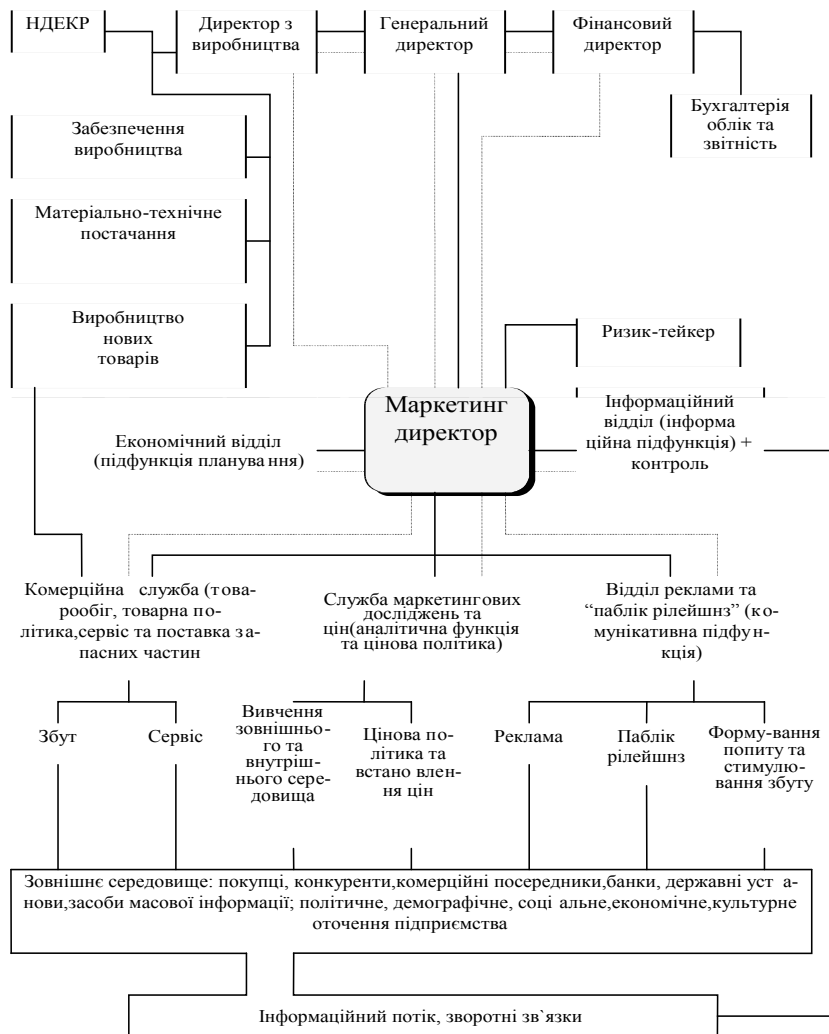 НДЕКР
Директор з
виробництва
Генеральний
директор
Фінансовий
директор
Бухгалтерія
облік та
звітність
Забезпечення
виробництва
Матеріально-технічне
постачання
Виробництво
нових
товарів
Ризик-тейкер
Маркетинг
директор
Економічний відділ
(підфункція планува ння)
Інформаційний
відділ (інформа
ційна підфункція) +
контроль
Комерційна служба (това-
рообіг, товарна по-
літика,сервіс та поставка за-
пасних частин
Служба маркетингових
досліджень та
цін(аналітична функція
та цінова політика)
Відділ реклами та
“паблік рілейшнз” (ко-
мунікативна підфун-
кція)
Збут
Сервіс
Вивчення
зовнішньо-
го та
внутріш-
нього сере-
довища
Цінова по-
літика та
встано влен-
ня цін
Реклама
Паблік
рілейшнз
Форму-вання
попиту та
стимулю-
вання збуту
Зовнішнє середовище: покупці, конкуренти,комерційні посередники,банки, державні уст а-
нови,засоби масової інформації; політичне, демографічне, соці альне,економічне,культурне
оточення підприємства
Інформаційний потік, зворотні зв`язки